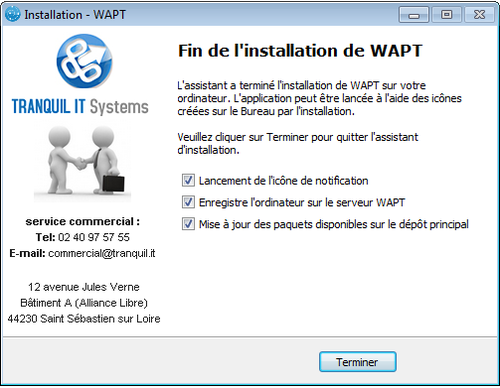 Installation - WAPT
TRANQUIL IT Systems
service commercial :
Tel: 02 40 97 57 55
E-mail: commercial@tranquil.it
12 avenue Jules Verne
Bâtiment A (Alliance Libre)
44230 Saint Sébastien sur Loire
Fin de l'installation de WAPT
L'assistant a terminé l'installation de WAPT sur votre
ordinateur. L'application peut être lancée à l'aide des icônes
créées sur le Bureau par l'installation.
Veuillez cliquer sur Terminer pour quitter l'assistant
d'installation.
Lancement de l'icône de notification
Enregistre l'ordinateur sur le serveur WAPT
Mise à jour des paquets disponibles sur le dépôt principal
Terminer